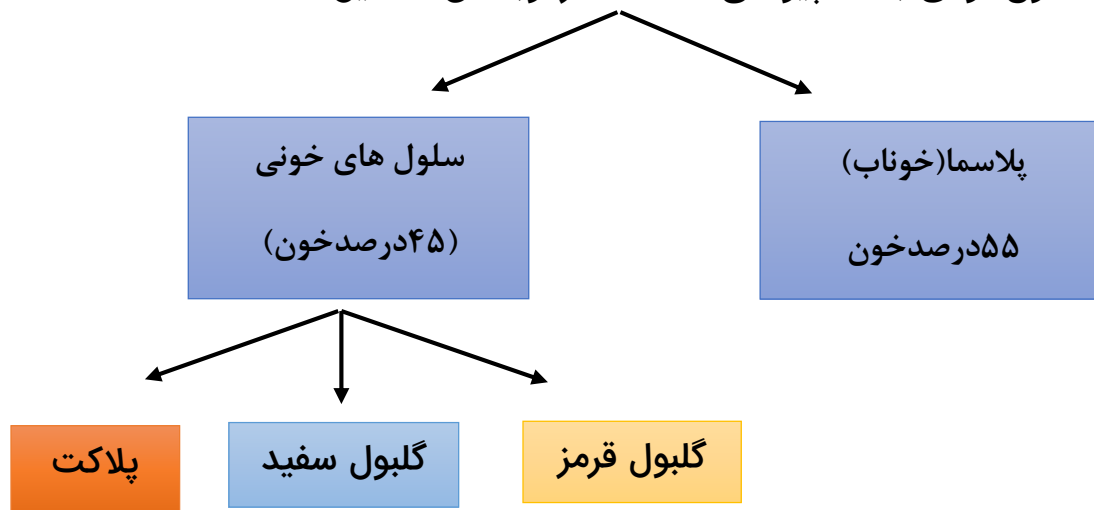 پلاسما(خوناب)
۵۵درصدخون
سلول های خونی
(۴۵درصدخون)
گلبول قرمز
گلبول سفید
پلاکت